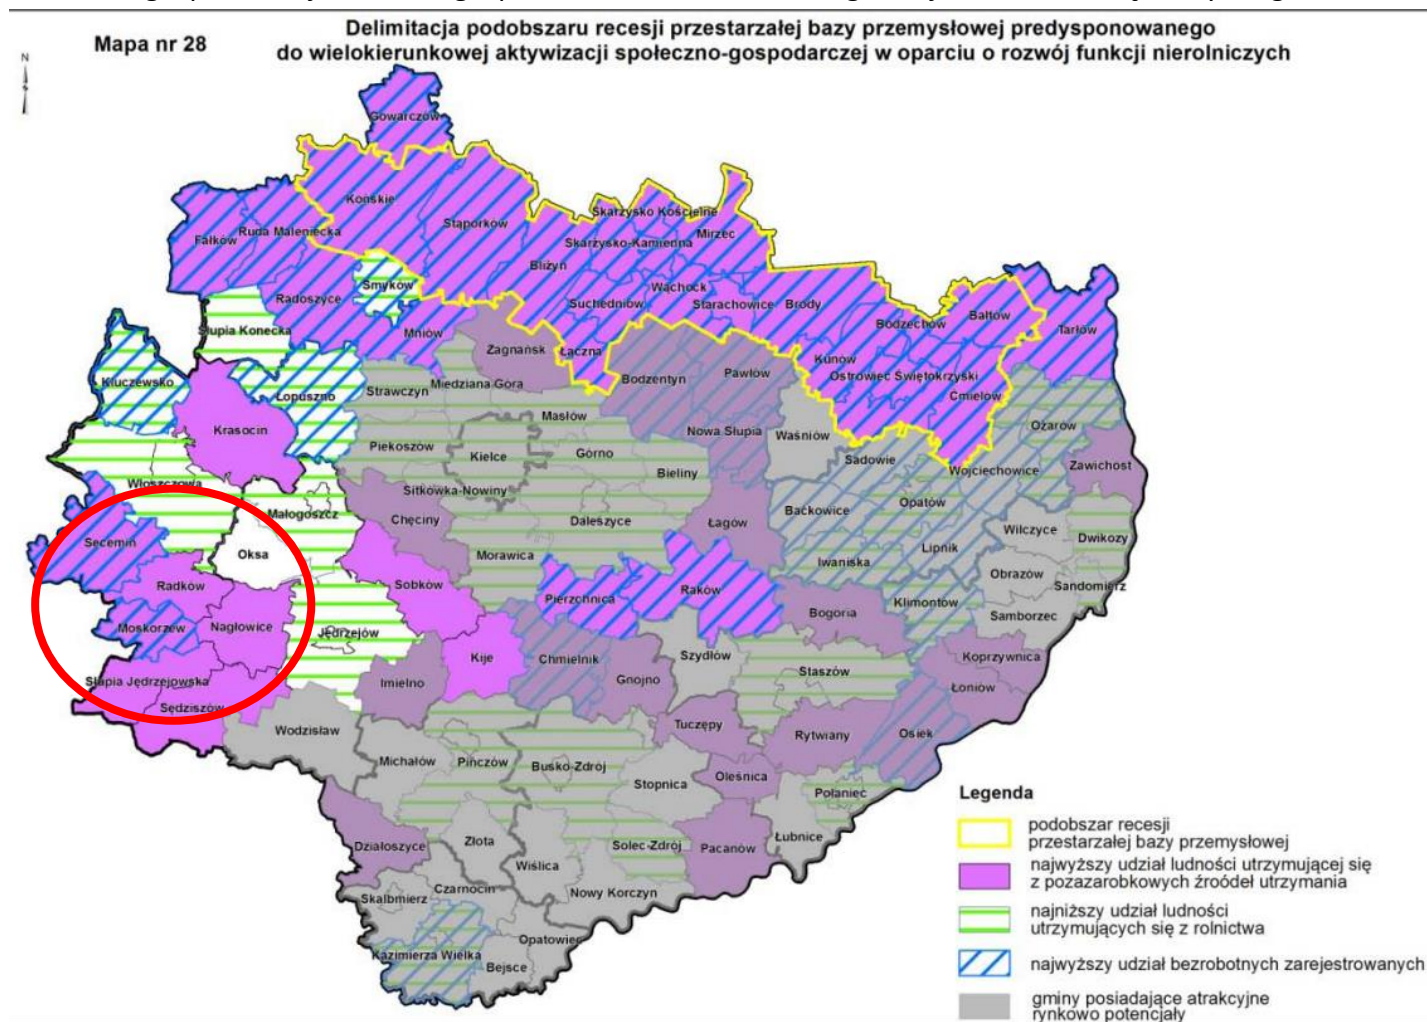 Delimitacja podobszaru recesji przestarzałej bazy przemysłowej predysponowanego
Mapa nr 28
do wielokierunkowej aktywizacji społeczno-gospodarczej w oparciu o rozwój funkcji nierolniczych
N
Gowarczów
Końskie
Stąporków
Skarżysko Kościelne
Fałków
Ruda Maleniecka
Skarżysko-Kamienna
Mirzec
Bliżyn
Smyków
Wąchock
Radoszyce
Suchedniów
Starachowice
Brody
Bodzechów
Bałtów
Tarłów
Słupia Konecka
Mniów
Zagnańsk
Łączna
Kunów
Kluczewsko
Łopuszno
Strawczyn
Miedziana Góra
Bodzentyn
Pawłów
Ostrowiec Świętokrzyski
Ćmielów
Krasocin
Masłów
Nowa Słupia
Waśniów
Ożarów
Piekoszów
Kielce
Górno
Sadowie
Wojciechowice
Zawichost
Włoszczowa
Sitkówka-Nowiny
Bieliny
Małogoszcz
Chęciny
Daleszyce
Łagów
Baćkowice
Opatów
Wilczyce
Dwikozy
Secemin
Oksa
Morawica
Lipnik
Iwaniska
Obrazów
Sandomierz
Radków
Sobków
Pierzchnica
Raków
Klimontów
Samborzec
Moskorzew
Nagłowice
Jędrzejów
Bogoria
Kije
Chmielnik
Szydłów
Koprzywnica
Słupia Jędrzejowska
Imielno
Gnojno
Staszów
Łoniów
Sędziszów
Wodzisław
Tuczępy
Rytwiany
Osiek
Michałów
Pińczów
Busko-Zdrój
Stopnica
Oleśnica
Połaniec
Działoszyce
Złota
Wiślica
Solec-Zdrój
Pacanów
Łubnice
Skalbmierz
Czarnocin
Nowy Korczyn
Opatowiec
Kazimierza Wielka
Bejsce
Legenda
podobszar recesji
przestarzałej bazy przemysłowej
najwyższy udział ludności utrzymującej się
z pozazarobkowych źroódeł utrzymania
najniższy udział ludności
utrzymujących się z rolnictwa
najwyższy udział bezrobotnych zarejestrowanych
gminy posiadające atrakcyjne
rynkowo potencjały